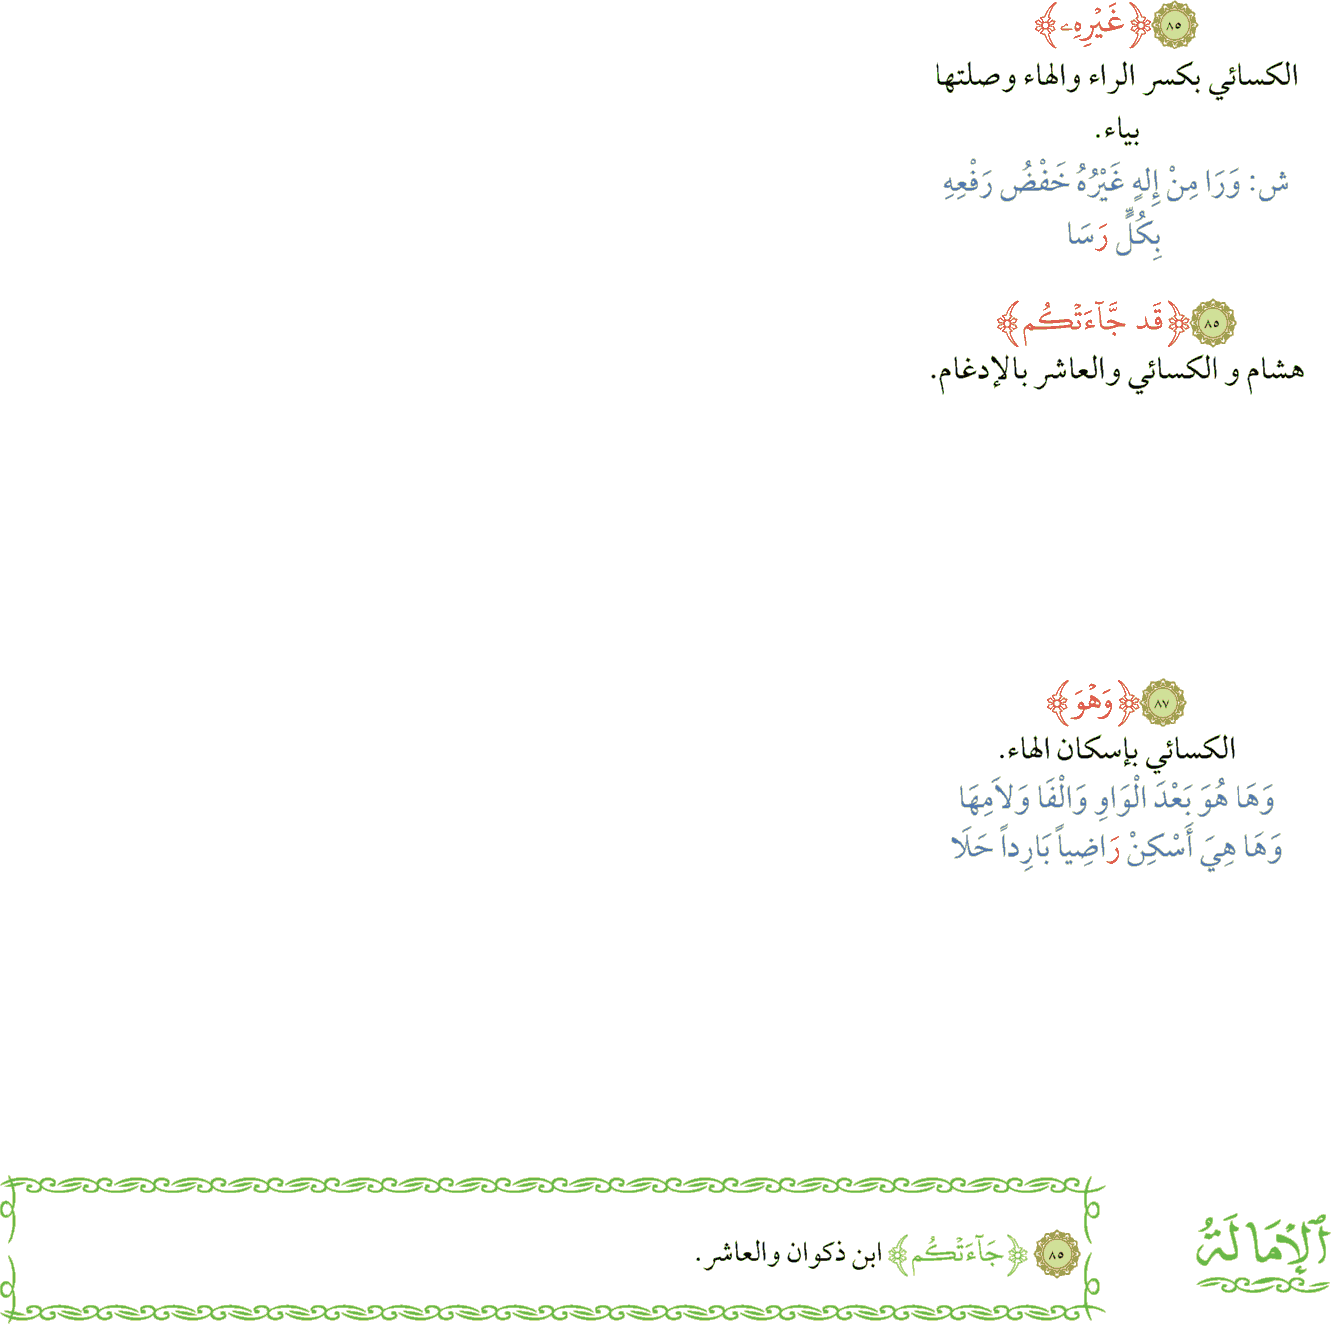 ٨٥ ﴿غَيۡرِهِۦ﴾
الكسائي بكسر الراء والهاء وصلتها
بياء.
ش: وَرَا مِنْ إِلهٍ غَيْرُهُ خَفْضُ رَفْعِهِ
بِكُلٍّ رَسَا
٨٥ ﴿قَد جَّآءَتۡكُم﴾
هشام و الكسائي والعاشر بالإدغام.
٨٧ ﴿وَهۡوَ﴾
الكسائي بإسكان الهاء.
وَهَا هُوَ بَعْدَ الْوَاوِ وَالْفَا وَلاَمِهَا
وَهَا هِيَ أَسْكِنْ رَاضِياً بَارِداً حَلَا
ٱلْإِمَالَةُ
٨٥ ﴿جَآءَتۡكُم﴾ ابن ذكوان والعاشر.